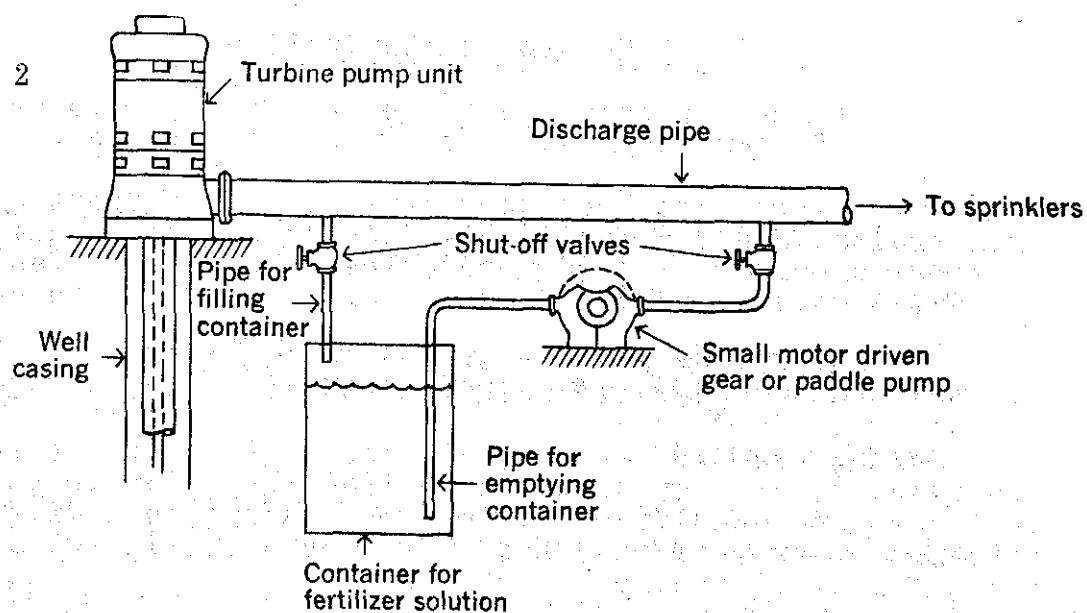 2
Turbine pump unit
Discharge pipe
To sprinklers
Shut-off valves
Pipe for
filling
container
Well
casing
Small motor driven
gear or paddle pump
Pipe for
emptying
container
Container for
fertilizer solution